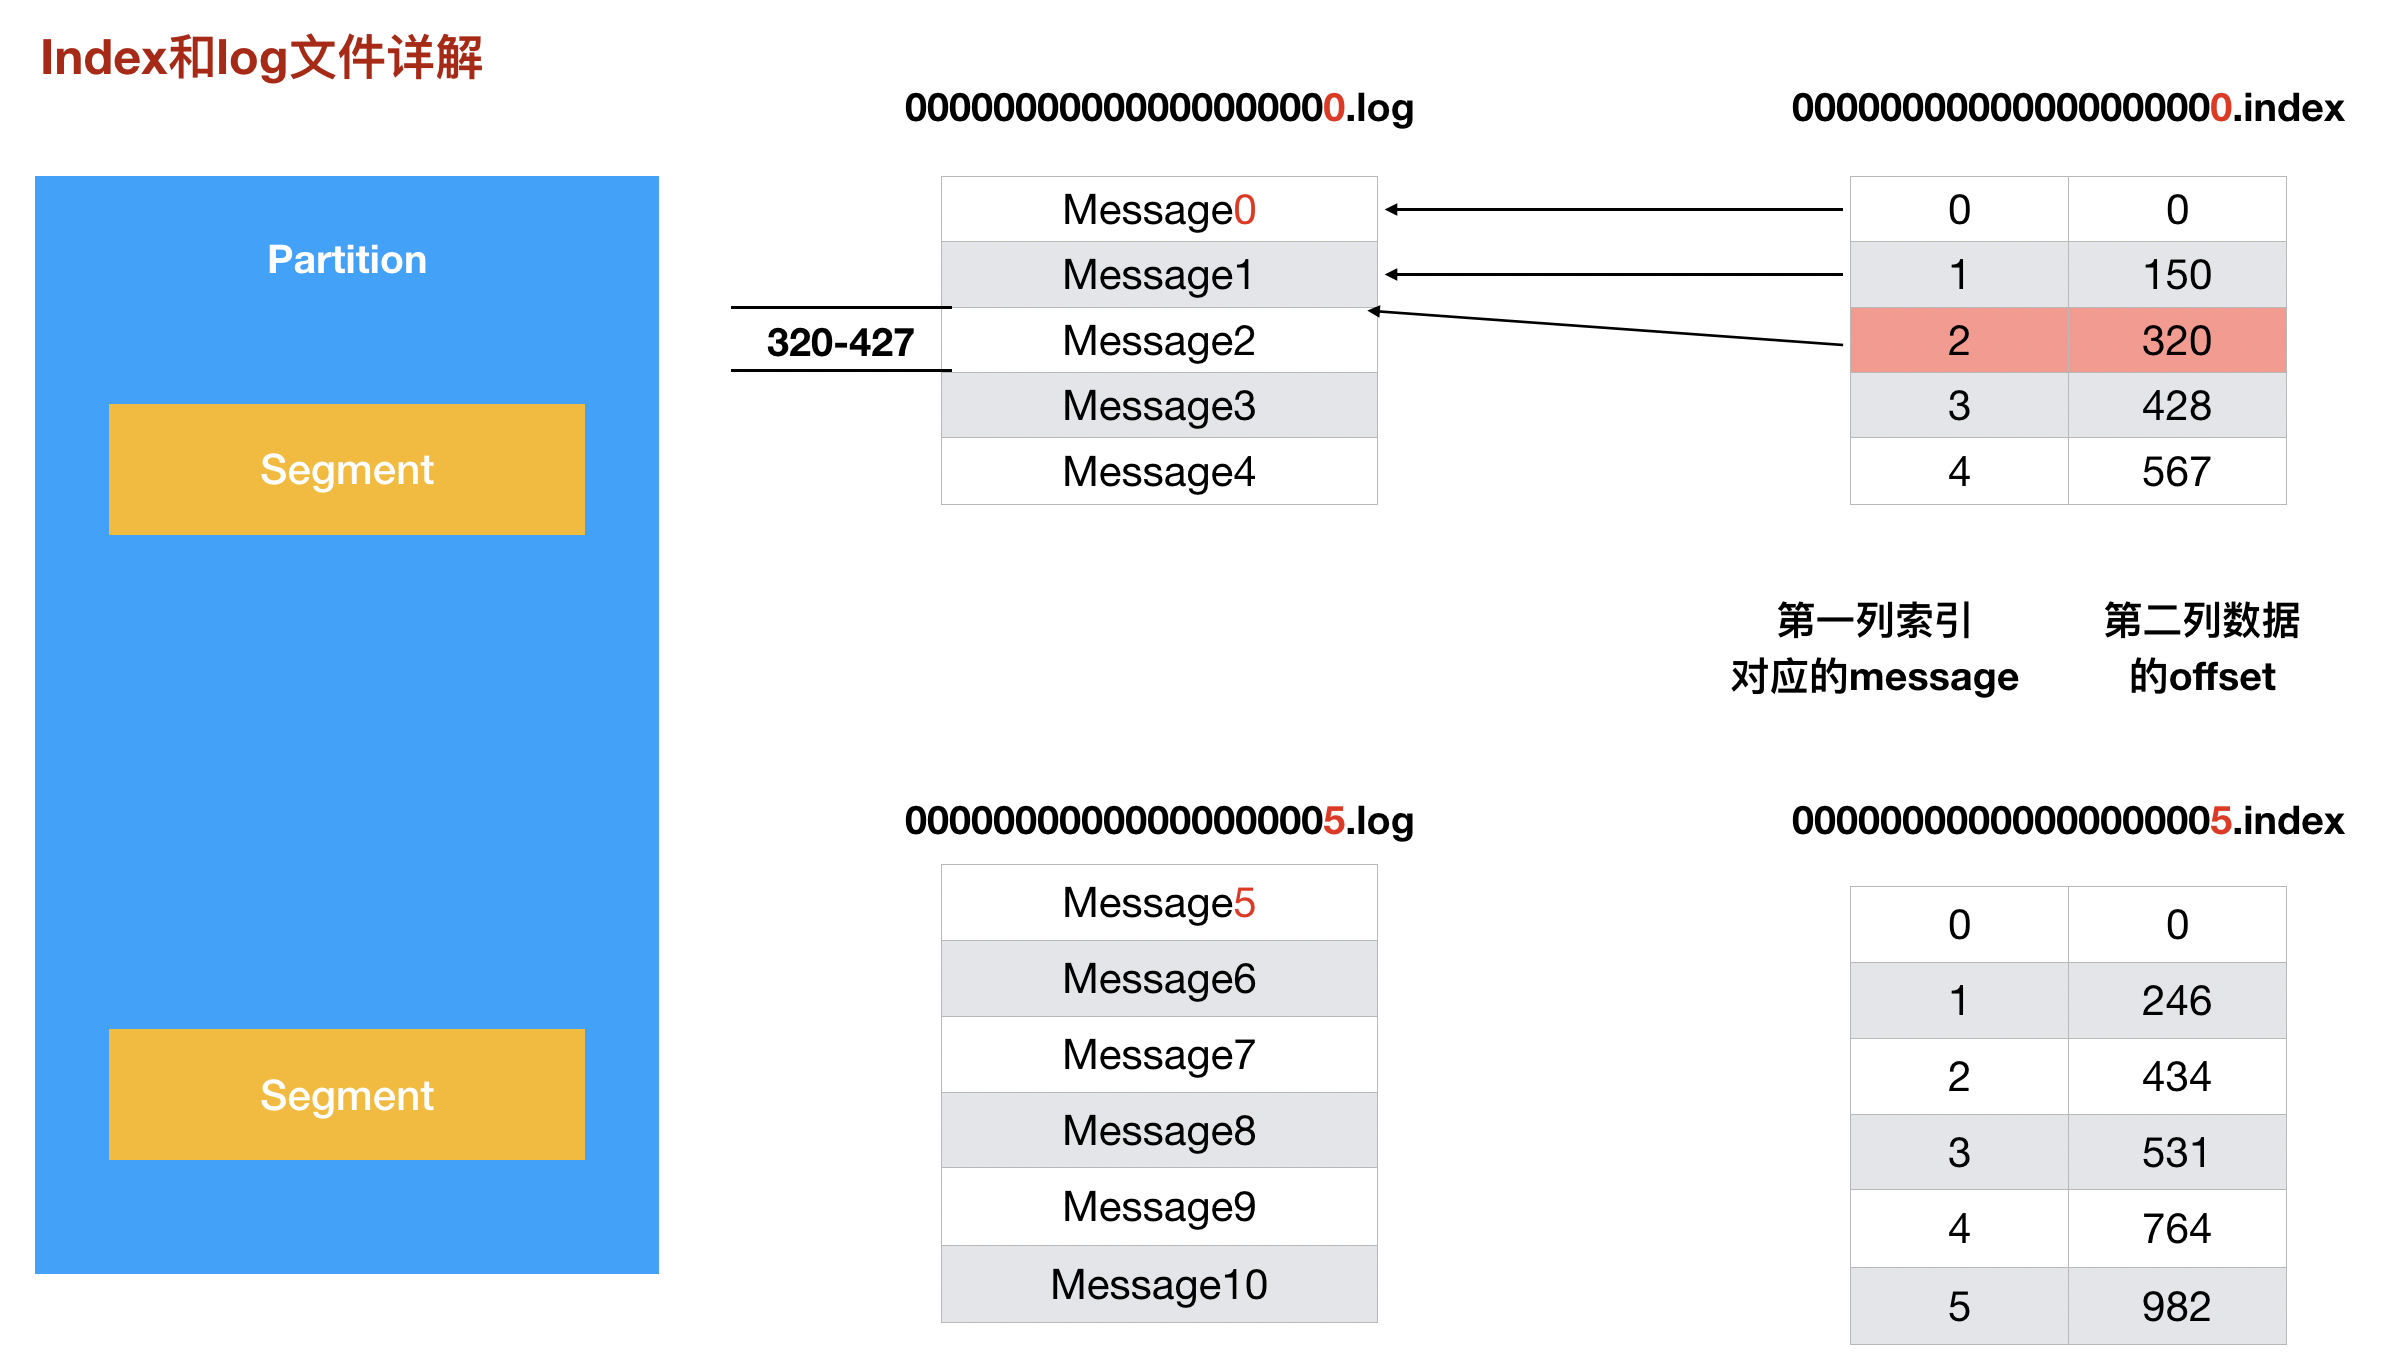 Index和log文件详解
00000000000000000000.log
00000000000000000000.index
Partition
Segment
Segment
320-427
Message0
Message1
Message2
Message3
Message4
0 0
1 150
2 320
3 428
4 567
第一列索引
对应的message
第二列数据
的offset
00000000000000000005.log
00000000000000000005.index
Message5
Message6
Message7
Message8
Message9
Message10
0 0
1 246
2 434
3 531
4 764
5 982